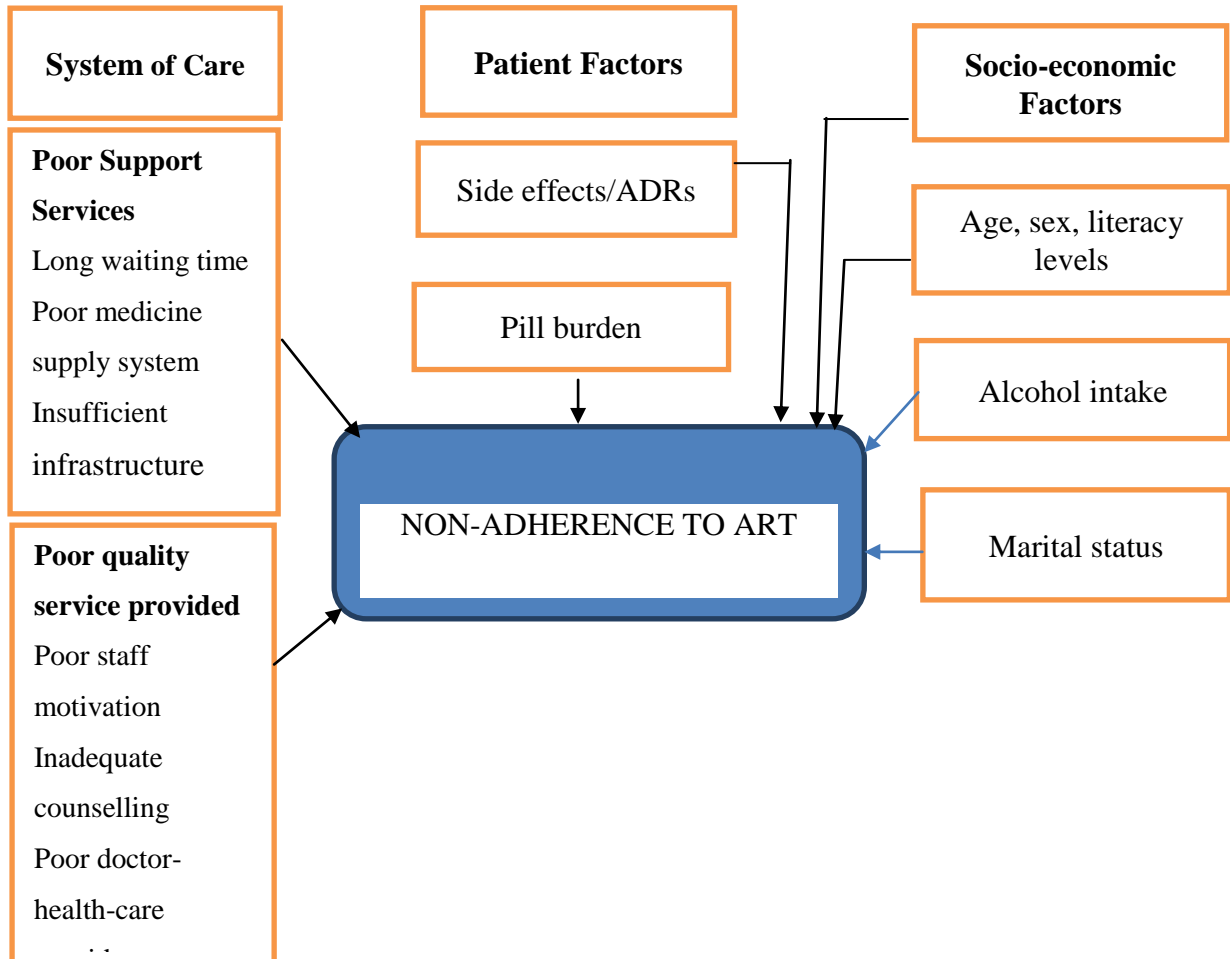 System of Care
Poor Support
Services
Long waiting time
Poor medicine
supply system
Insufficient
infrastructure
Poor quality
service provided
Poor staff
motivation
Inadequate
counselling
Poor doctor-
health-care
Patient Factors
Side effects/ADRs
Pill burden
NON-ADHERENCE TO ART
Socio-economic
Factors
Age, sex, literacy
levels
Alcohol intake
Marital status